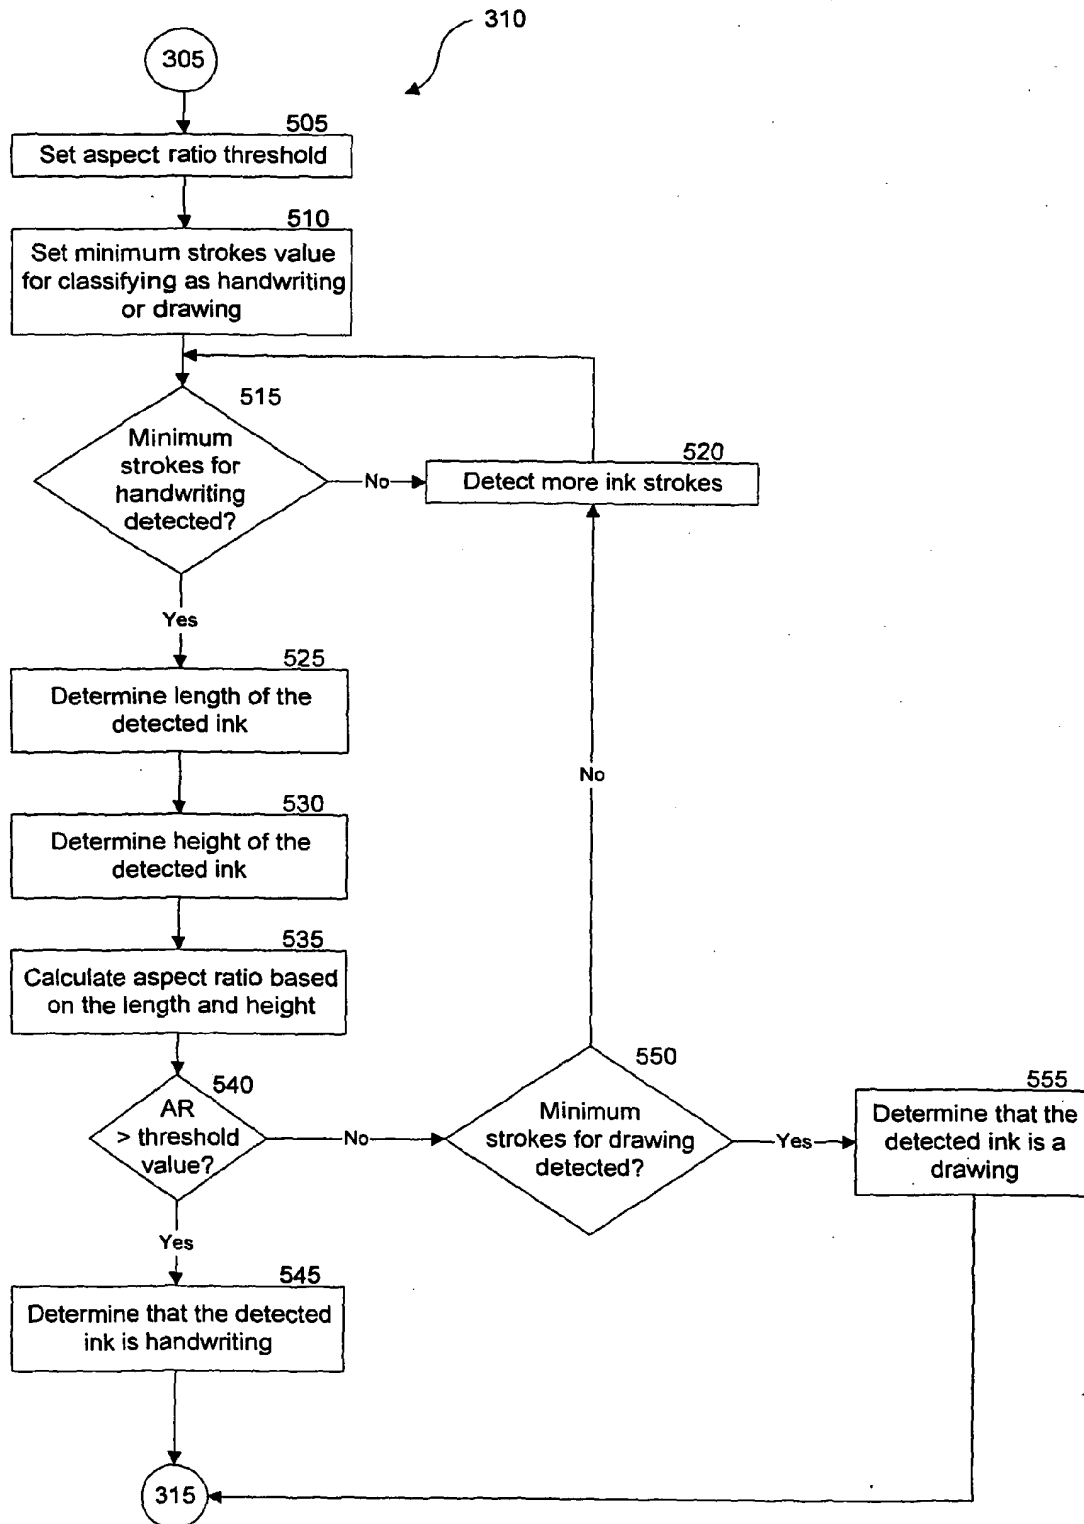 310
305
505
Set aspect ratio threshold
510
Set minimum strokes value
for classifying as handwriting
or drawing
515
Minimum
strokes for
handwriting
detected?
No
520
Detect more ink strokes
Yes
525
Determine length of the
detected ink
No
530
Determine height of the
detected ink
535
Calculate aspect ratio based
on the length and height
540
AR
> threshold
value?
No
550
Minimum
strokes for drawing
detected?
Yes
555
Determine that the
detected ink is a
drawing
Yes
545
Determine that the detected
ink is handwriting
315